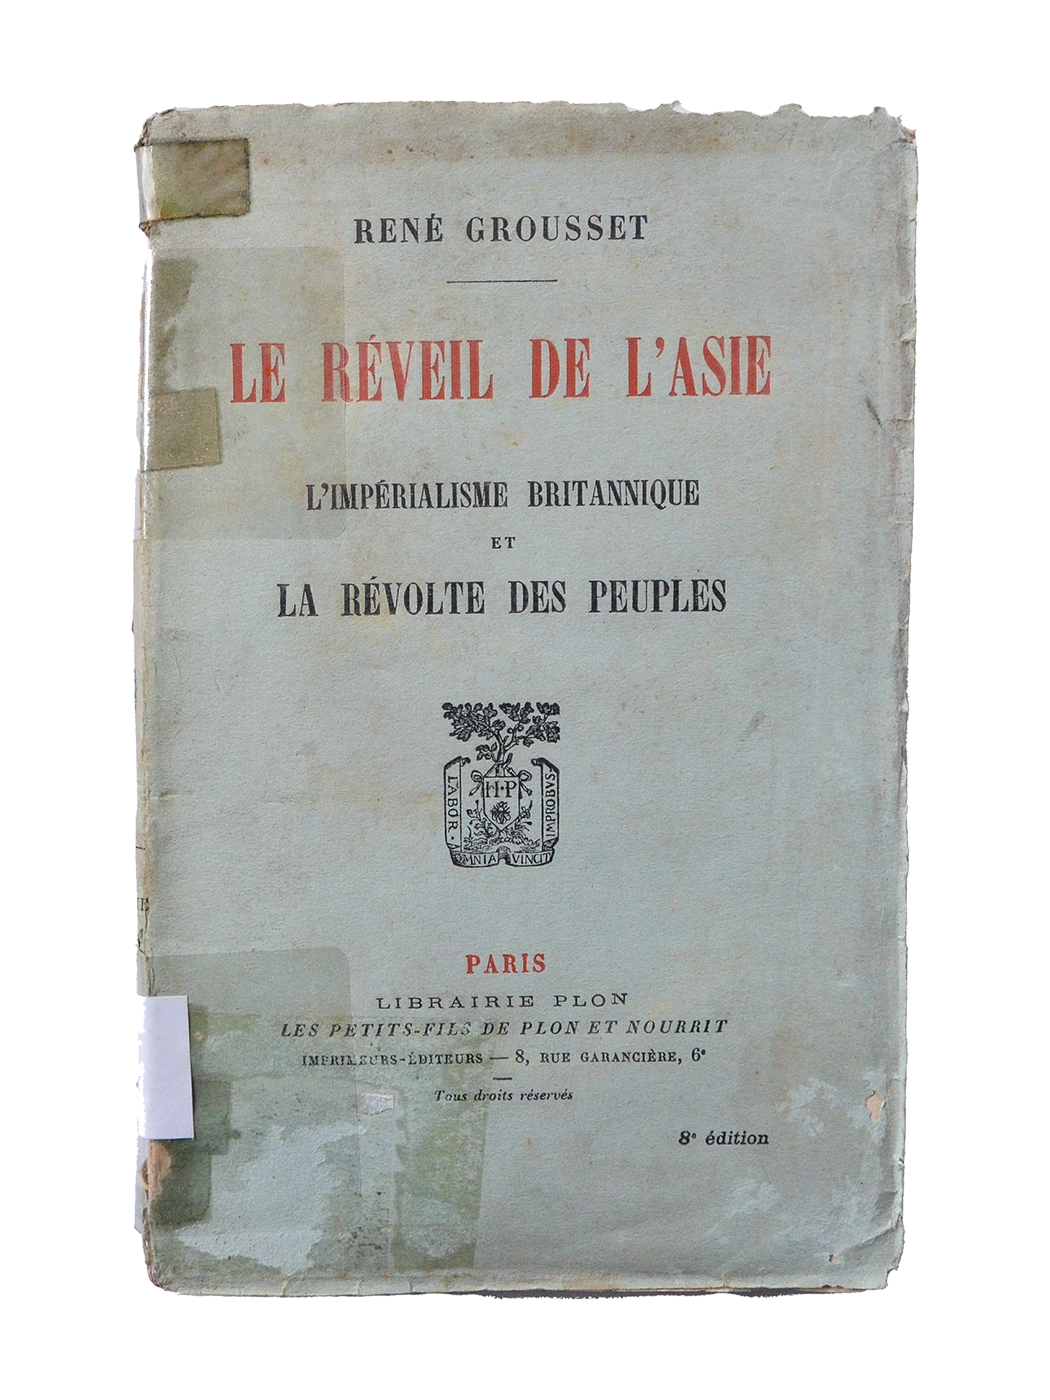 RENÉ GROUSSET
LE RÉVEIL DE L'ASIE
L'IMPÉRIALISME BRITANNIQUE
ET
LA RÉVOLTE DES PEUPLES
H·P
LABOR·
OMNIA VINCIT
IMPROBVS
PARIS
LIBRAIRIE PLON
LES PETITS-FILS DE PLON ET NOURRIT
IMPRIMEURS-ÉDITEURS — 8, RUE GARANCIÈRE, 6ᵉ
Tous droits réservés
8ᵉ édition